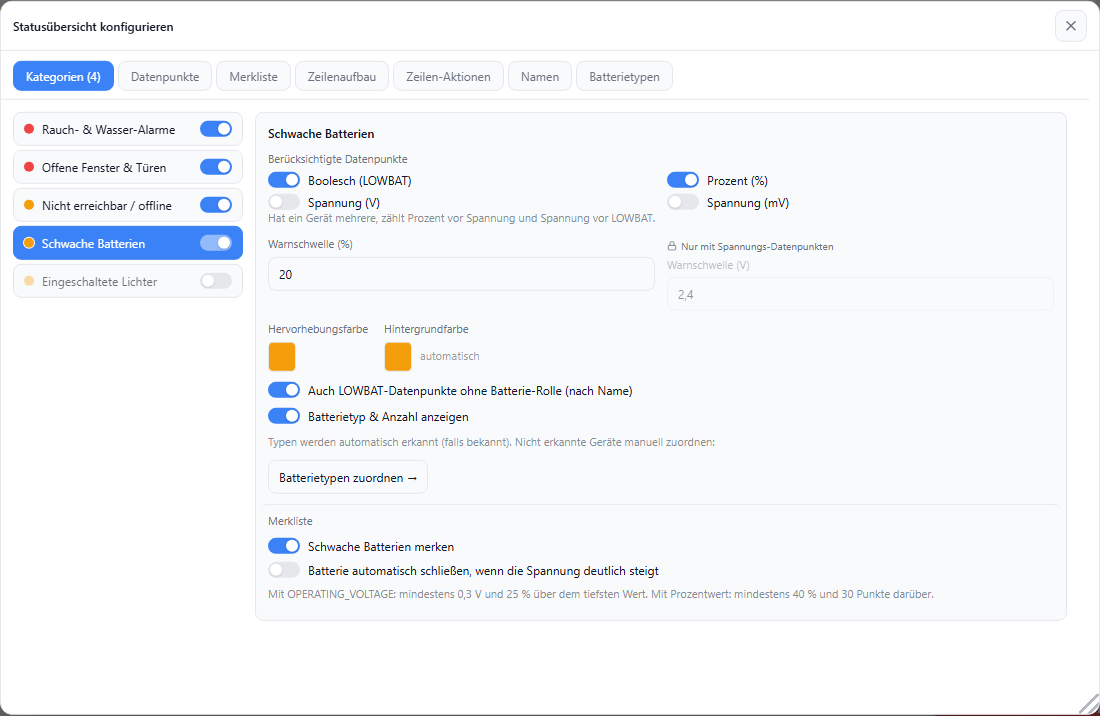 Statusübersicht konfigurieren
Kategorien (4)
Datenpunkte
Merkliste
Zeilenaufbau
Zeilen-Aktionen
Namen
Batterietypen
Rauch- & Wasser-Alarme
Offene Fenster & Türen
Nicht erreichbar / offline
Schwache Batterien
Eingeschaltete Lichter
Schwache Batterien
Berücksichtigte Datenpunkte
Boolesch (LOWBAT)
Prozent (%)
Spannung (V)
Spannung (mV)
Hat ein Gerät mehrere, zählt Prozent vor Spannung und Spannung vor LOWBAT.
Warnschwelle (%)
20
Nur mit Spannungs-Datenpunkten
Warnschwelle (V)
2,4
Hervorhebungsfarbe
Hintergrundfarbe
automatisch
Auch LOWBAT-Datenpunkte ohne Batterie-Rolle (nach Name)
Batterietyp & Anzahl anzeigen
Typen werden automatisch erkannt (falls bekannt). Nicht erkannte Geräte manuell zuordnen:
Batterietypen zuordnen →
Merkliste
Schwache Batterien merken
Batterie automatisch schließen, wenn die Spannung deutlich steigt
Mit OPERATING_VOLTAGE: mindestens 0,3 V und 25 % über dem tiefsten Wert. Mit Prozentwert: mindestens 40 % und 30 Punkte darüber.